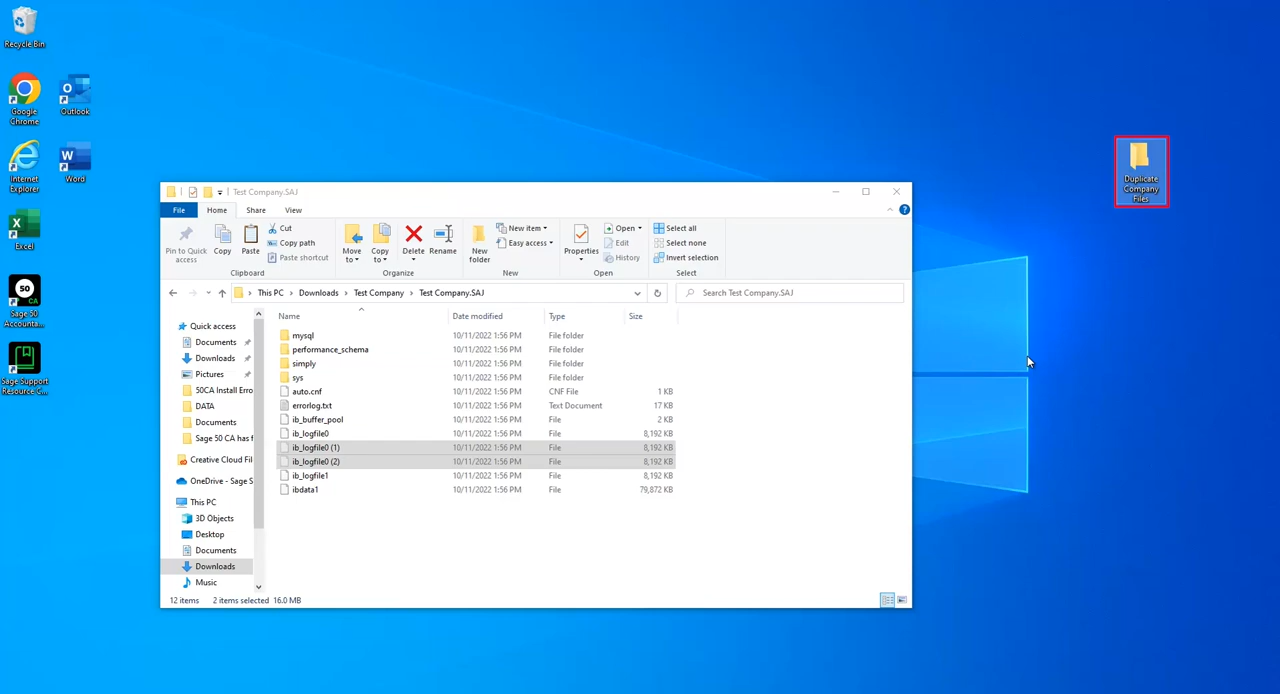 Recycle Bin
Google
Chrome
Outlook
Internet
Explorer
Word
Excel
50
CA
Sage 50
Accounta...
Sage Support
Resource C...
Duplicate
Company
Files
Test Company.SAJ
File
Home
Share
View
Pin to Quick
access
Copy
Paste
Cut
Copy path
Paste shortcut
Clipboard
Move
to
Copy
to
Delete
Rename
Organize
New
folder
New item
Easy access
New
Properties
Open
Edit
History
Open
Select all
Select none
Invert selection
Select
This PC
Downloads
Test Company
Test Company.SAJ
Search Test Company.SAJ
Quick access
Documents
Downloads
Pictures
50CA Install Erro
DATA
Documents
Sage 50 CA has f
Creative Cloud Fil
OneDrive - Sage S
This PC
3D Objects
Desktop
Documents
Downloads
Music
Name Date modified Type Size
mysql 10/11/2022 1:56 PM File folder
performance_schema 10/11/2022 1:56 PM File folder
simply 10/11/2022 1:56 PM File folder
sys 10/11/2022 1:56 PM File folder
auto.cnf 10/11/2022 1:56 PM CNF File 1 KB
errorlog.txt 10/11/2022 1:56 PM Text Document 17 KB
ib_buffer_pool 10/11/2022 1:56 PM File 2 KB
ib_logfile0 10/11/2022 1:56 PM File 8,192 KB
ib_logfile0 (1) 10/11/2022 1:56 PM File 8,192 KB
ib_logfile0 (2) 10/11/2022 1:56 PM File 8,192 KB
ib_logfile1 10/11/2022 1:56 PM File 8,192 KB
ibdata1 10/11/2022 1:56 PM File 79,872 KB
12 items 2 items selected 16.0 MB